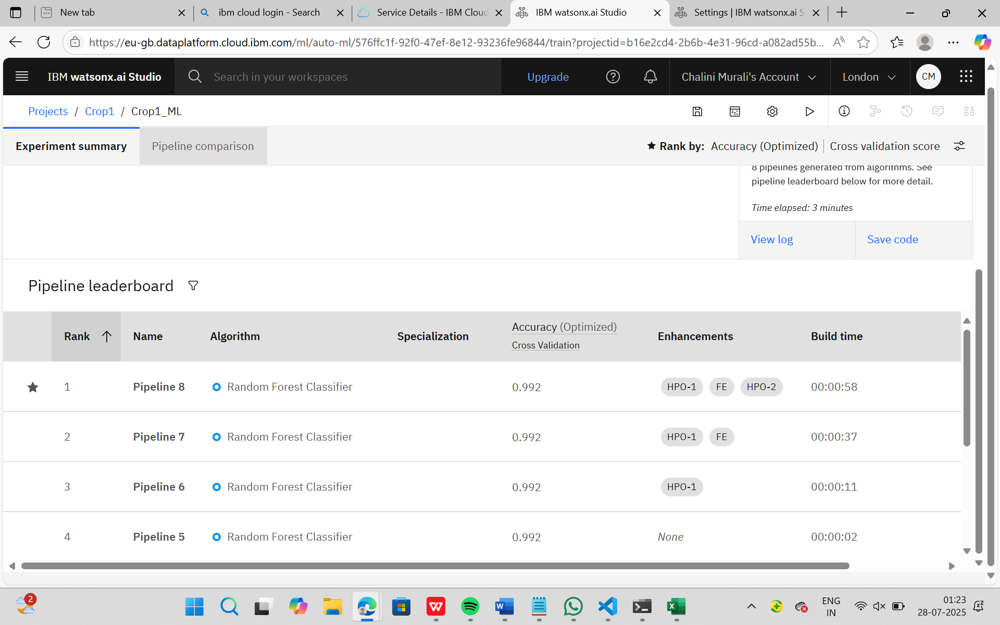 New tab
ibm cloud login - Search
Service Details - IBM Cloud
IBM watsonx.ai Studio
Settings | IBM watsonx.ai St
https://eu-gb.dataplatform.cloud.ibm.com/ml/auto-ml/576ffc1f-92f0-47ef-8e12-93236fe96844/train?projectid=b16e2cd4-2b6b-4e31-96cd-a082ad55b...
IBM watsonx.ai Studio
Search in your workspaces
Upgrade
Chalini Murali's Account
London
CM
Projects / Crop1 / Crop1_ML
Experiment summary
Pipeline comparison
Rank by: Accuracy (Optimized) | Cross validation score
8 pipelines generated from algorithms. See
pipeline leaderboard below for more detail.
Time elapsed: 3 minutes
View log
Save code
Pipeline leaderboard
Rank Name Algorithm Specialization Accuracy (Optimized) Enhancements Build time
Cross Validation
1 Pipeline 8 Random Forest Classifier 0.992 HPO-1 FE HPO-2 00:00:58
2 Pipeline 7 Random Forest Classifier 0.992 HPO-1 FE 00:00:37
3 Pipeline 6 Random Forest Classifier 0.992 HPO-1 00:00:11
4 Pipeline 5 Random Forest Classifier 0.992 None 00:00:02
2
ENG
IN
01:23
28-07-2025